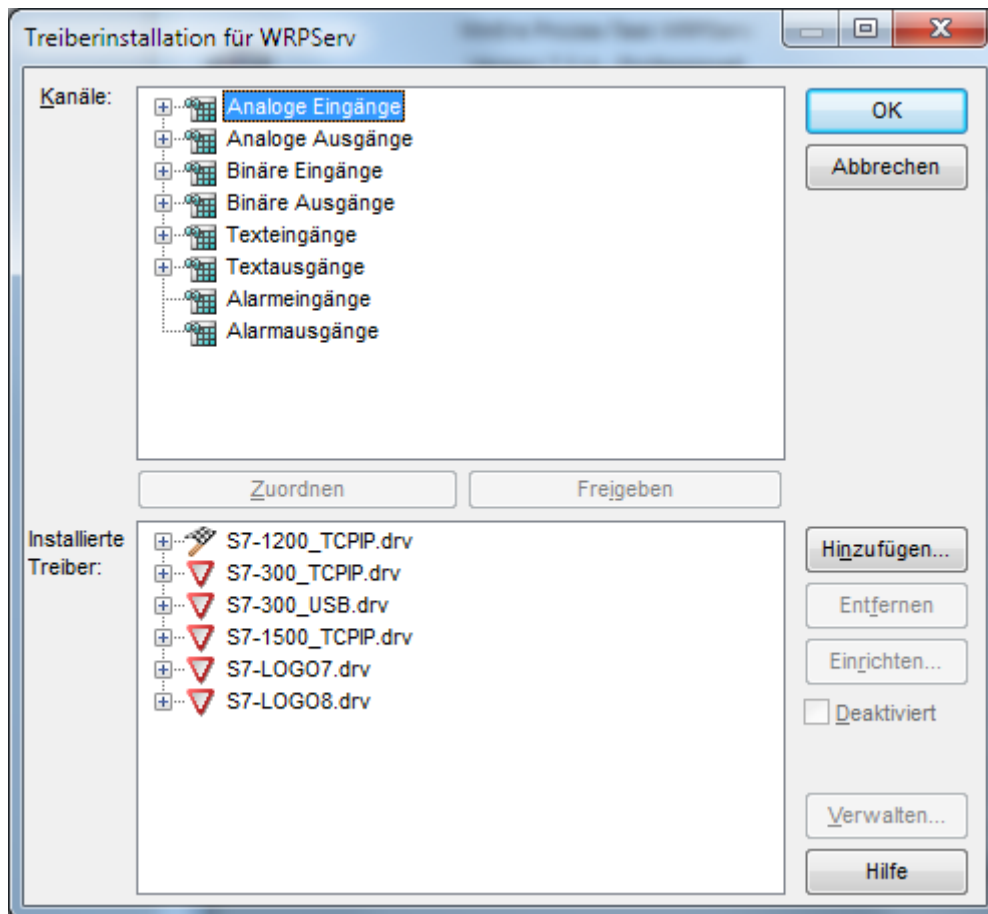 Treiberinstallation für WRPServ
Kanäle:
Analoge Eingänge
Analoge Ausgänge
Binäre Eingänge
Binäre Ausgänge
Texteingänge
Textausgänge
Alarmeingänge
Alarmausgänge
OK
Abbrechen
Zuordnen
Freigeben
Installierte
Treiber:
S7-1200_TCPIP.drv
S7-300_TCPIP.drv
S7-300_USB.drv
S7-1500_TCPIP.drv
S7-LOGO7.drv
S7-LOGO8.drv
Hinzufügen...
Entfernen
Einrichten...
Deaktiviert
Verwalten...
Hilfe